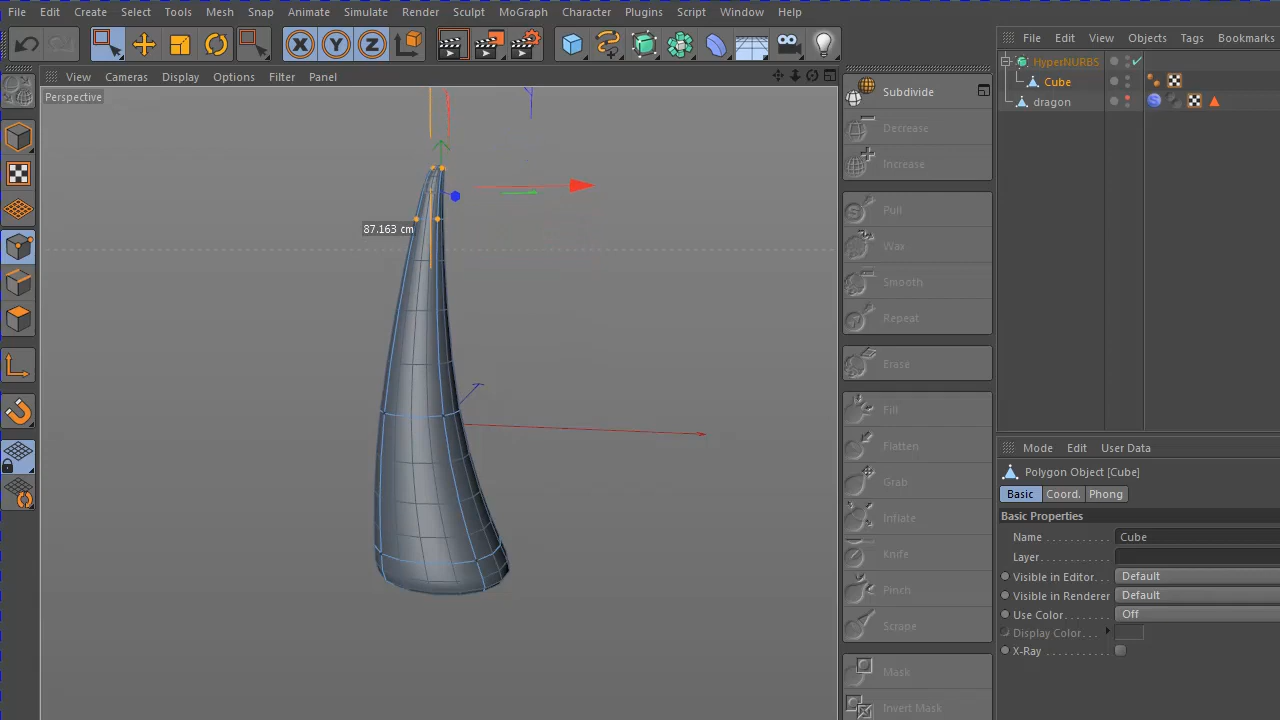 File Edit Create Select Tools Mesh Snap Animate Simulate Render Sculpt MoGraph Character Plugins Script Window Help
X Y Z
File Edit View Objects Tags Bookmarks
View Cameras Display Options Filter Panel
Perspective
HyperNURBS
Cube
dragon
Subdivide
Decrease
Increase
Pull
Wax
Smooth
Repeat
Erase
Fill
Flatten
Grab
Inflate
Knife
Pinch
Scrape
Mask
Invert Mask
87.163 cm
Mode Edit User Data
Polygon Object [Cube]
Basic Coord. Phong
Basic Properties
Name . . . . . . . . . . . Cube
Layer. . . . . . . . . . .
Visible in Editor. . . Default
Visible in Renderer Default
Use Color. . . . . . . Off
Display Color. . .
X-Ray . . . . . . . . . .